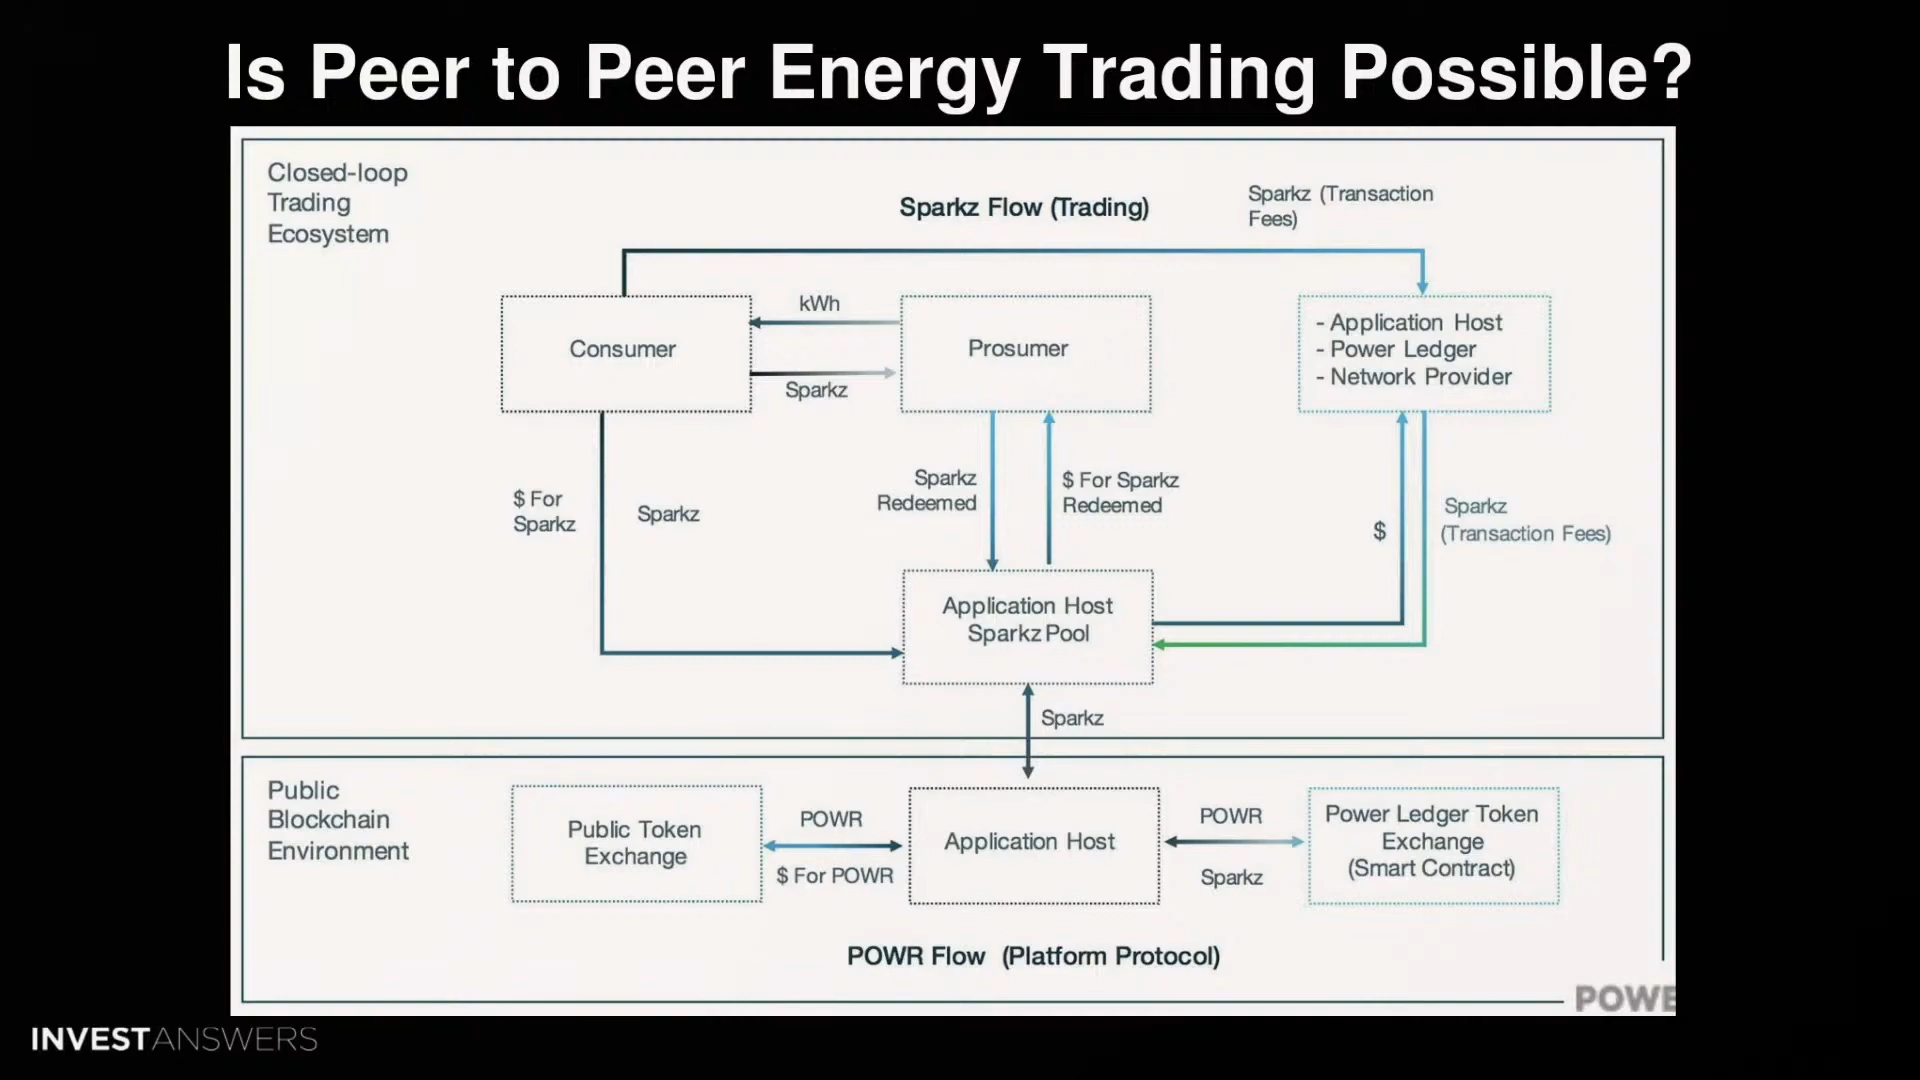 Is Peer to Peer Energy Trading Possible?
Closed-loop
Trading
Ecosystem
Sparkz Flow (Trading)
Sparkz (Transaction
Fees)
Consumer
kWh
Sparkz
Prosumer
- Application Host
- Power Ledger
- Network Provider
$ For
Sparkz
Sparkz
Sparkz
Redeemed
$ For Sparkz
Redeemed
$
Sparkz
(Transaction Fees)
Application Host
Sparkz Pool
Sparkz
Public
Blockchain
Environment
Public Token
Exchange
POWR
$ For POWR
Application Host
POWR
Sparkz
Power Ledger Token
Exchange
(Smart Contract)
POWR Flow (Platform Protocol)
POWE
INVESTANSWERS